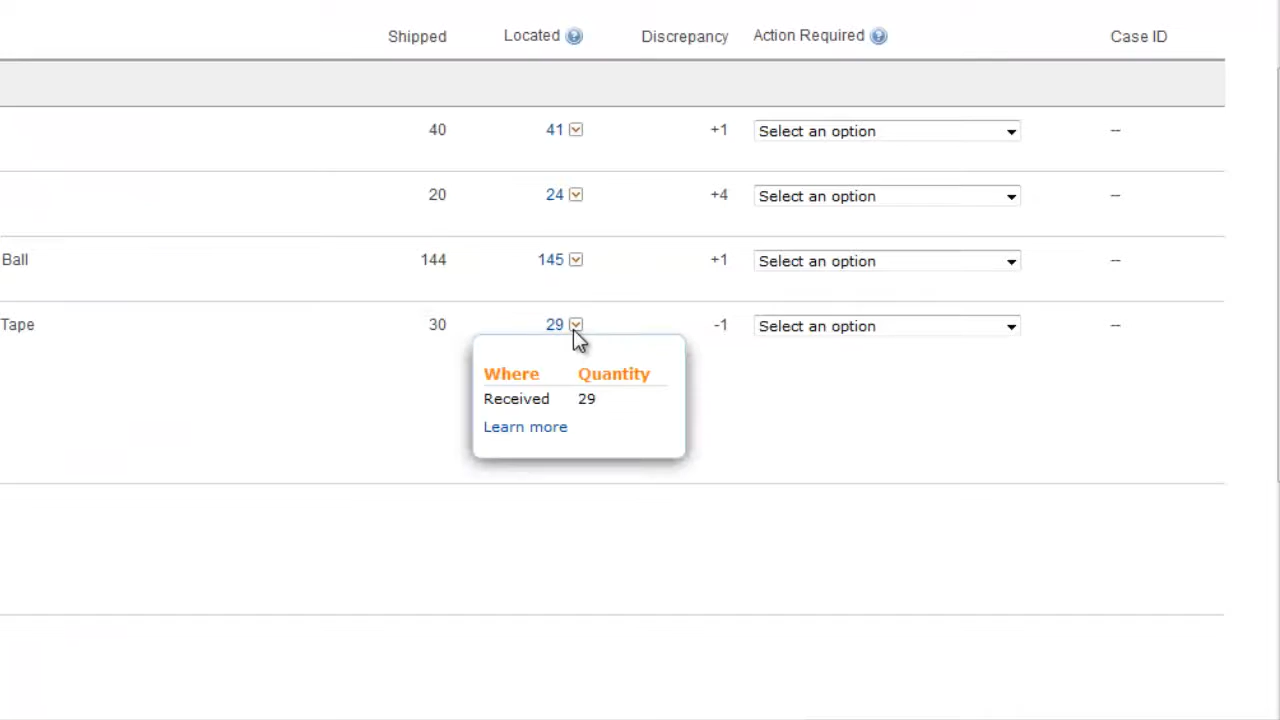 Shipped Located Discrepancy Action Required Case ID
40 41 +1 Select an option --
20 24 +4 Select an option --
Ball 144 145 +1 Select an option --
Tape 30 29 -1 Select an option --
Where Quantity
Received 29
Learn more